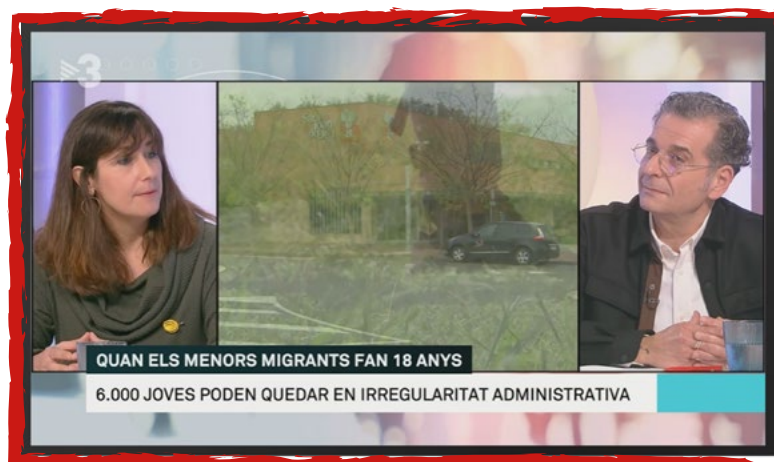 3
QUAN ELS MENORS MIGRANTS FAN 18 ANYS
6.000 JOVES PODEN QUEDAR EN IRREGULARITAT ADMINISTRATIVA